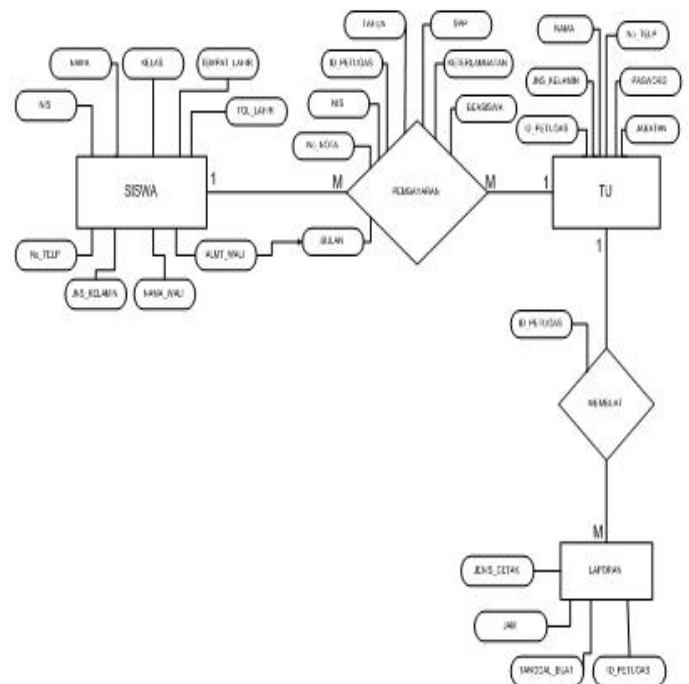 TAHUN
SPP
NAMA
No_TELP
NAMA
KELAS
TEMPAT_LAHIR
ID_PETUGAS
KETERLAMBATAN
JNS_KELAMIN
PASWORD
NIS
TGL_LAHIR
NIS
BEASISWA
ID_PETUGAS
JABATAN
No_NOTA
SISWA
1
M
PEMBAYARAN
M
1
TU
No_TELP
ALMT_WALI
BULAN
1
JNS_KELAMIN
NAMA_WALI
ID_PETUGAS
MEMBUAT
M
JENIS_CETAK
LAPORAN
JAM
TANGGAL_BUAT
ID_PETUGAS